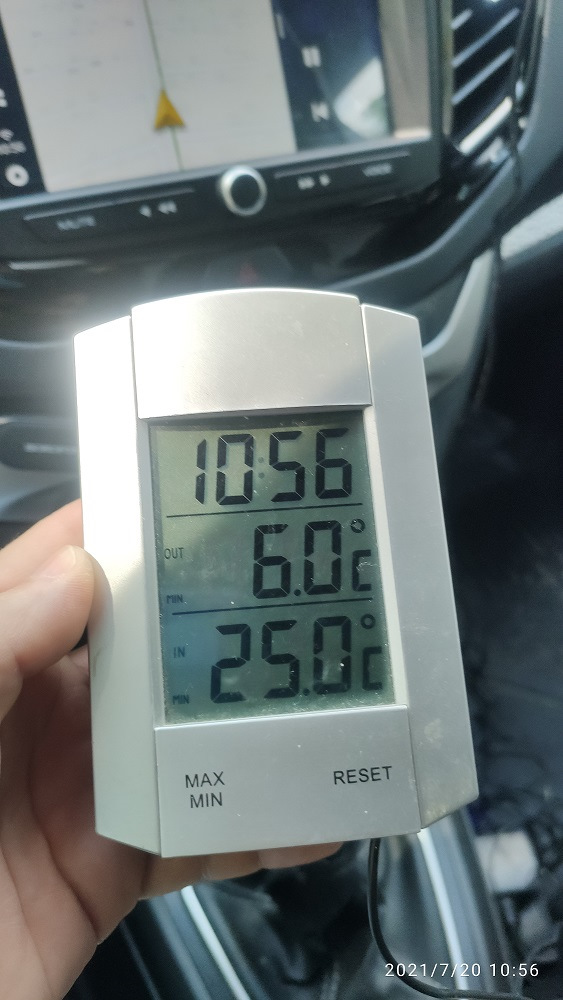 10:56
OUT 6.0°C
MIN
IN 25.0°C
MIN
MAX
MIN
RESET
2021/7/20 10:56